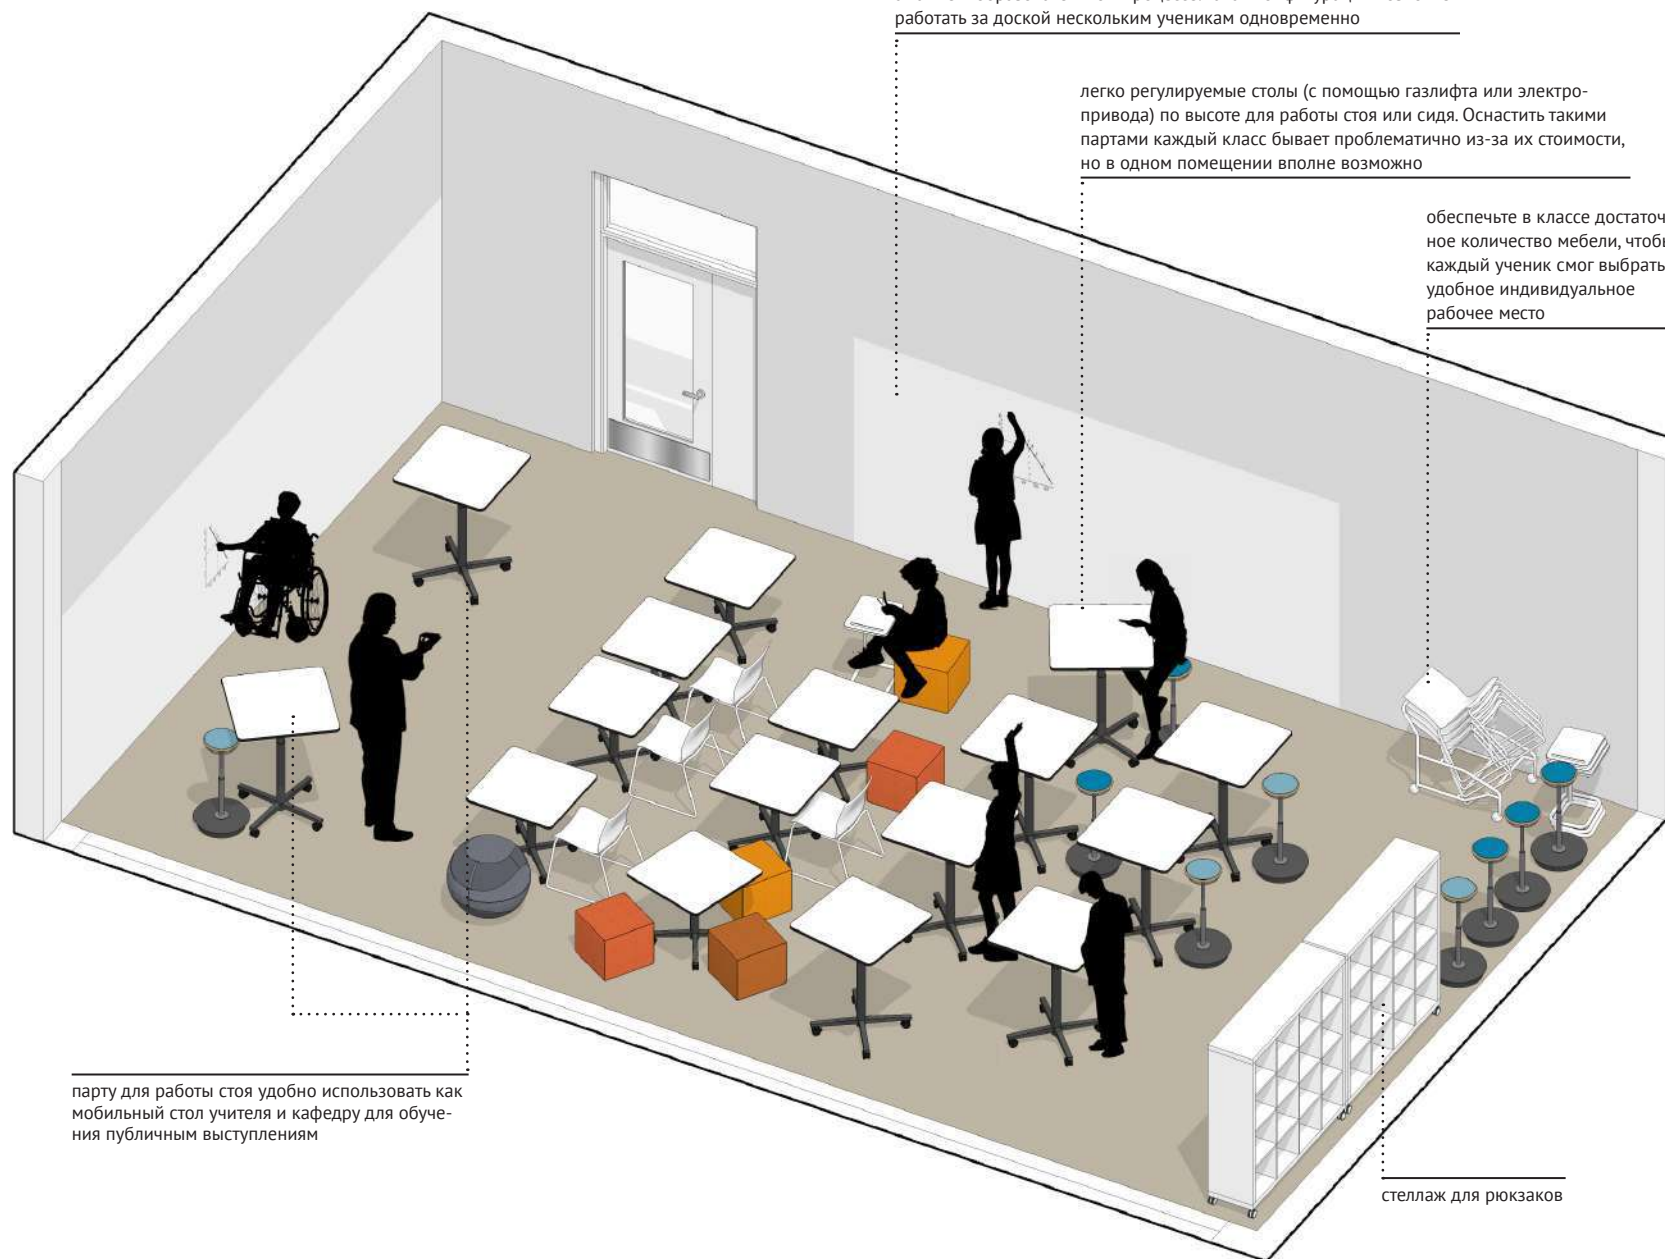 работать за доской нескольким ученикам одновременно
легко регулируемые столы (с помощью газлифта или электро-
привода) по высоте для работы стоя или сидя. Оснастить такими
партами каждый класс бывает проблематично из-за их стоимости,
но в одном помещении вполне возможно
обеспечьте в классе достаточ
ное количество мебели, чтобы
каждый ученик смог выбрать
удобное индивидуальное
рабочее место
парту для работы стоя удобно использовать как
мобильный стол учителя и кафедру для обуче-
ния публичным выступлениям
стеллаж для рюкзаков